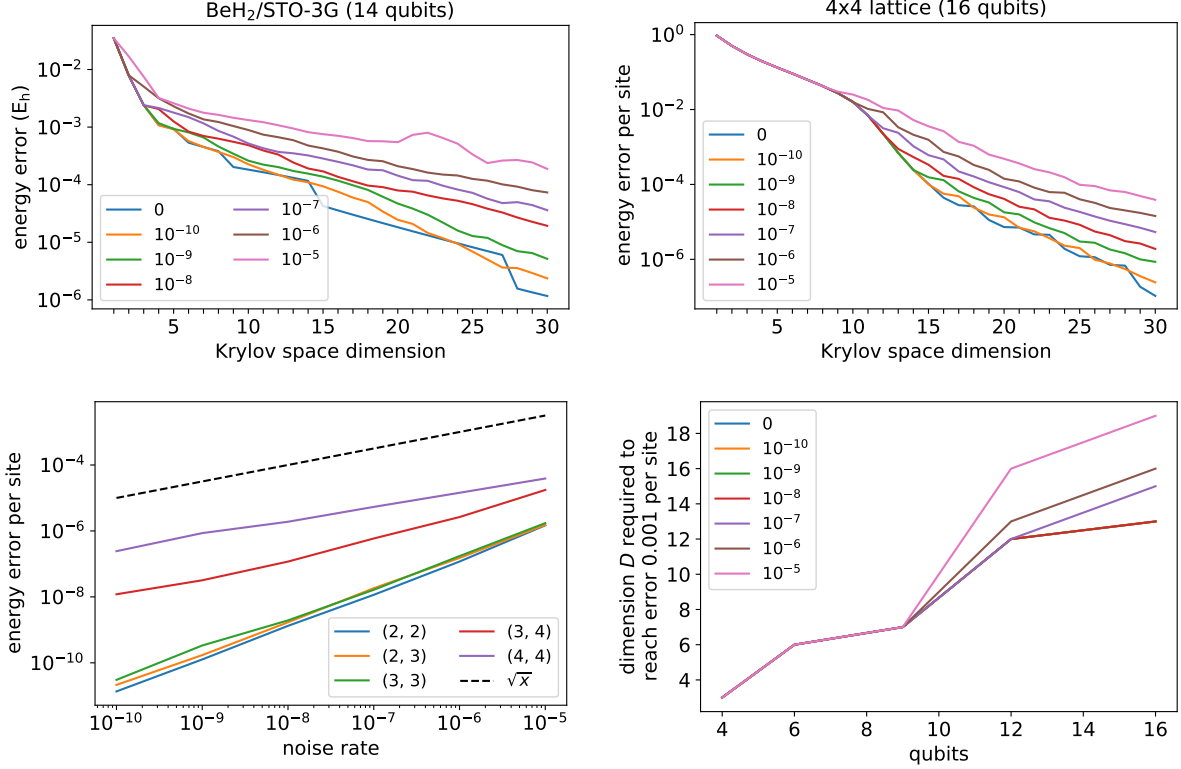 BeH₂/STO-3G (14 qubits)
energy error (Eₕ)
10⁻²
10⁻³
10⁻⁴
10⁻⁵
10⁻⁶
0
10⁻¹⁰
10⁻⁹
10⁻⁸
10⁻⁷
10⁻⁶
10⁻⁵
5 10 15 20 25 30
Krylov space dimension
4x4 lattice (16 qubits)
energy error per site
10⁰
10⁻²
10⁻⁴
10⁻⁶
0
10⁻¹⁰
10⁻⁹
10⁻⁸
10⁻⁷
10⁻⁶
10⁻⁵
5 10 15 20 25 30
Krylov space dimension
energy error per site
10⁻⁴
10⁻⁶
10⁻⁸
10⁻¹⁰
(2, 2)
(2, 3)
(3, 3)
(3, 4)
(4, 4)
√x
10⁻¹⁰ 10⁻⁹ 10⁻⁸ 10⁻⁷ 10⁻⁶ 10⁻⁵
noise rate
dimension D required to
reach error 0.001 per site
18
16
14
12
10
8
6
4
0
10⁻¹⁰
10⁻⁹
10⁻⁸
10⁻⁷
10⁻⁶
10⁻⁵
4 6 8 10 12 14 16
qubits